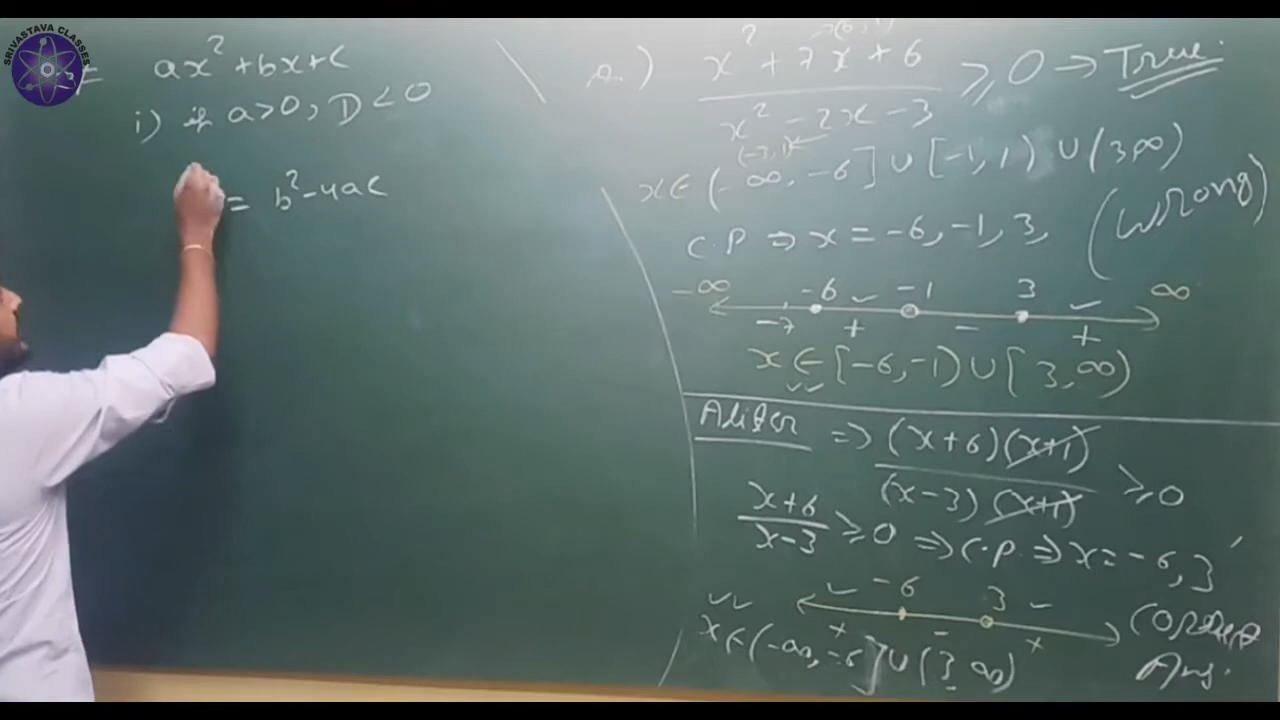 SRIVASTAVA CLASSES
ax² + bx + c
i) if a > 0, D < 0
= b² - 4ac
x² + 7x + 6 / x² - 2x - 3 ≥ 0 → True.
x ∈ (-∞, -6] ∪ [-1, 1) ∪ (3, ∞)
(Wrong)
C.P ⇒ x = -6, -1, 3,
-∞ -6 -1 3 ∞
-7 + - +
x ∈ [-6, -1) ∪ [3, ∞)
Aliter ⇒ (x+6)(x+1) / (x-3)(x+1) ≥ 0
x+6 / x-3 ≥ 0 ⇒ C.P. ⇒ x = -6, 3
-6 3
+ - +
x ∈ (-∞, -6] ∪ (3, ∞)
Ans.